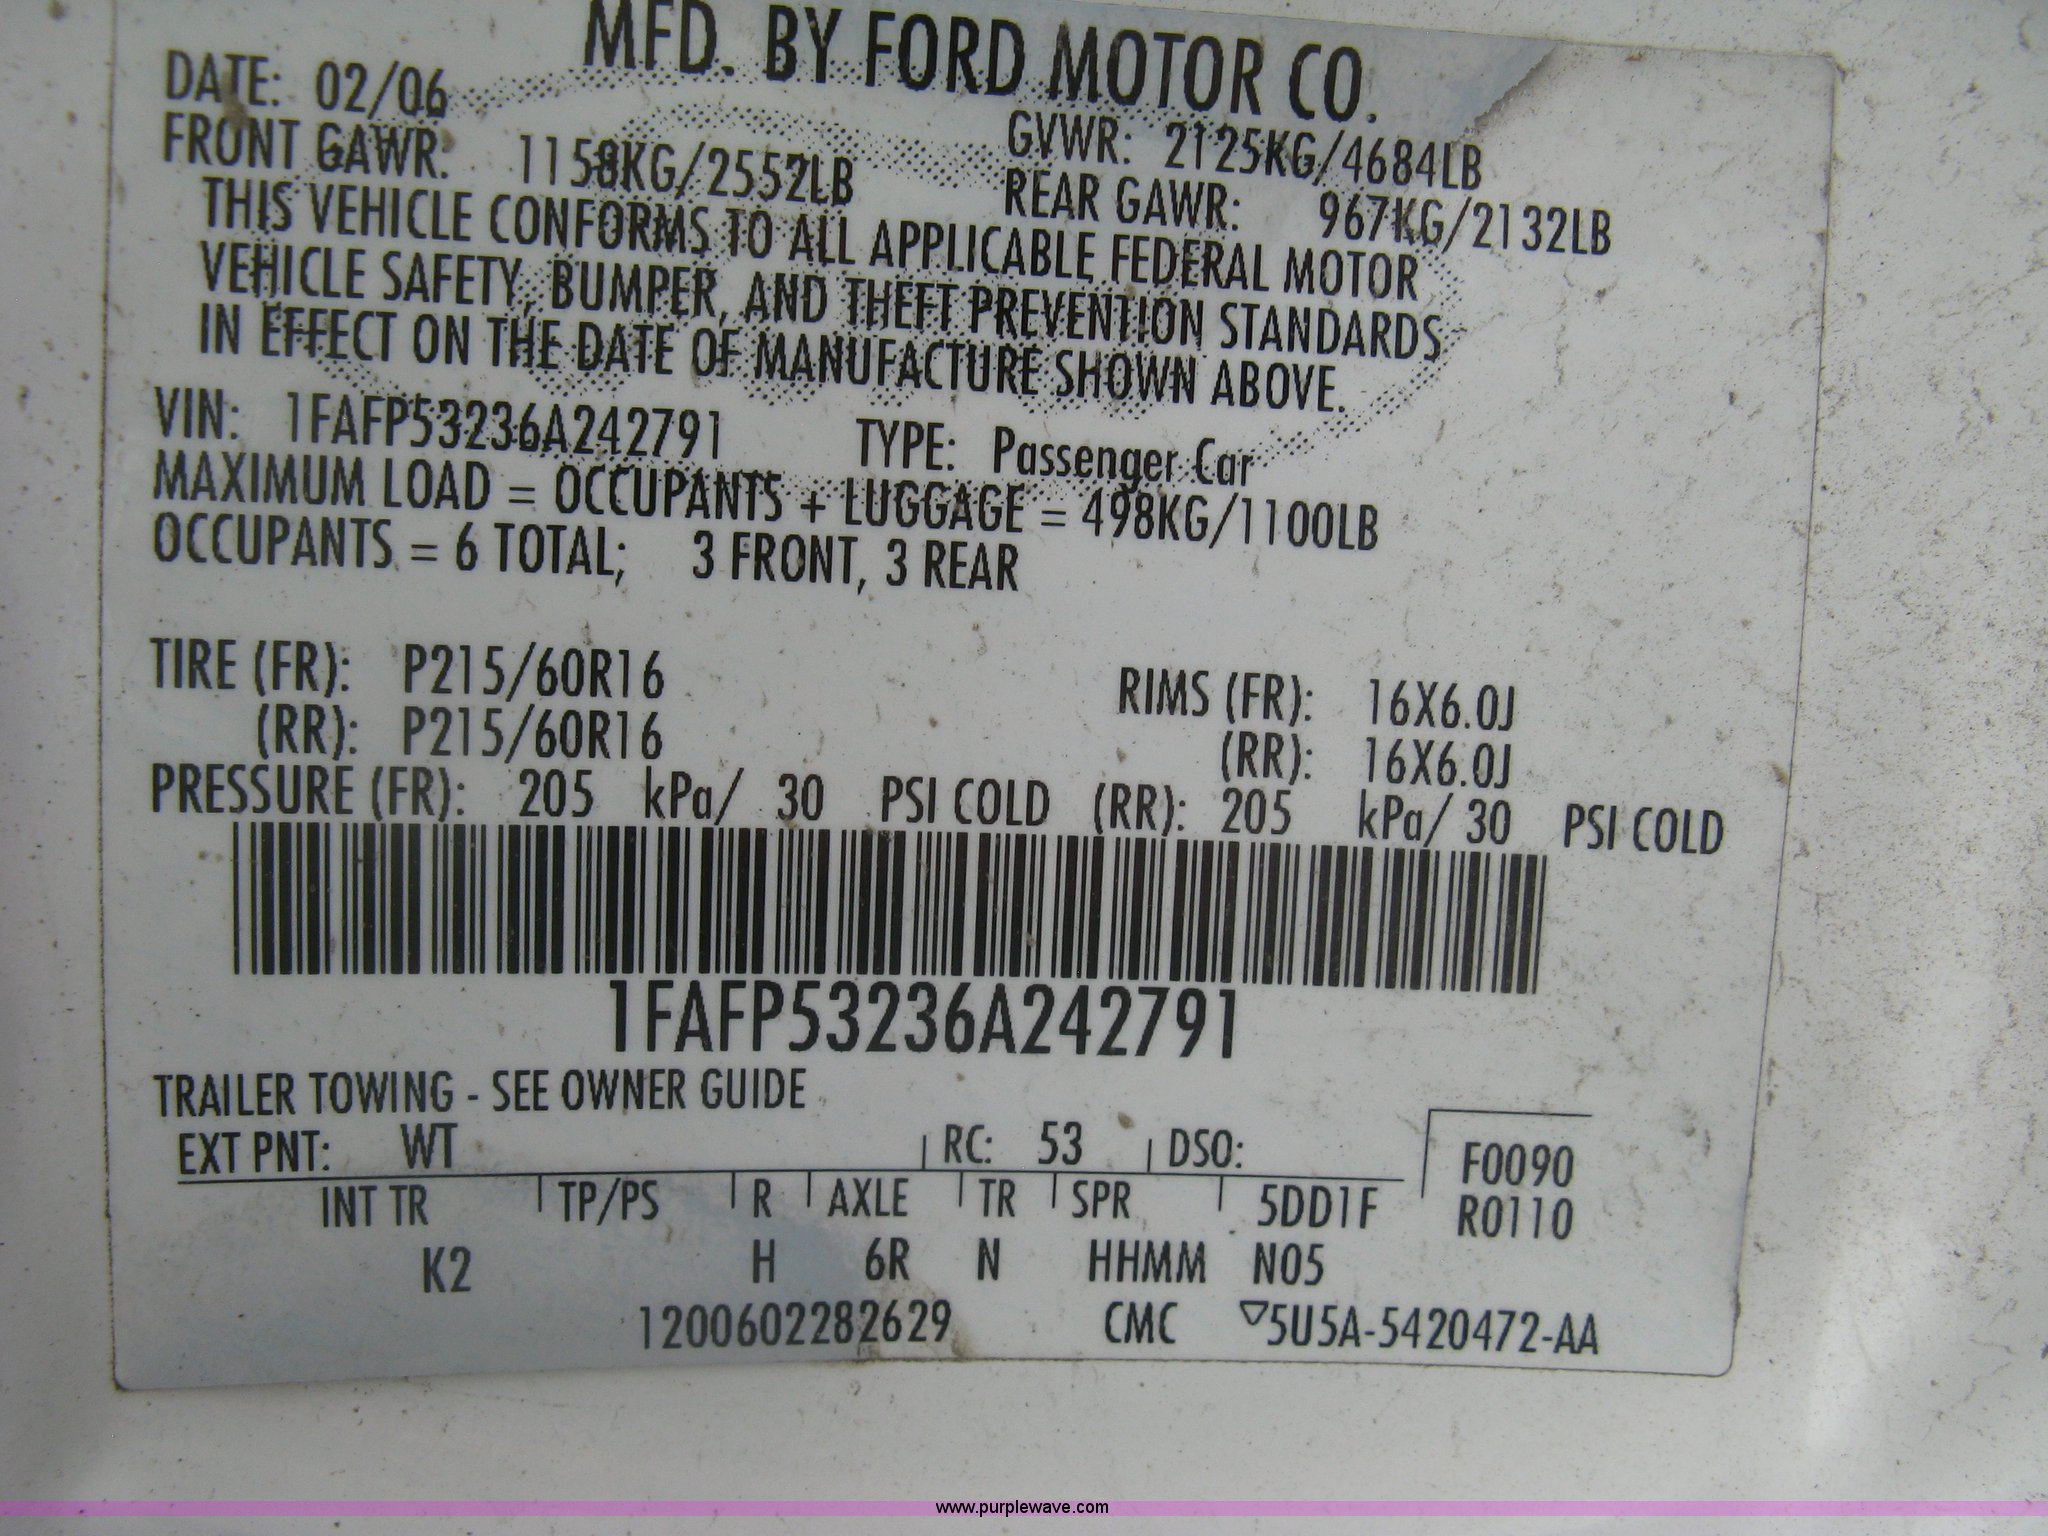 MFD. BY FORD MOTOR CO.
DATE: 02/06
GVWR: 2125KG/4684LB
FRONT GAWR: 1158KG/2552LB
REAR GAWR: 967KG/2132LB
THIS VEHICLE CONFORMS TO ALL APPLICABLE FEDERAL MOTOR
VEHICLE SAFETY, BUMPER, AND THEFT PREVENTION STANDARDS
IN EFFECT ON THE DATE OF MANUFACTURE SHOWN ABOVE.
VIN: 1FAFP53236A242791 TYPE: Passenger Car
MAXIMUM LOAD = OCCUPANTS + LUGGAGE = 498KG/1100LB
OCCUPANTS = 6 TOTAL; 3 FRONT, 3 REAR
TIRE (FR): P215/60R16 RIMS (FR): 16X6.0J
(RR): P215/60R16 (RR): 16X6.0J
PRESSURE (FR): 205 kPa/ 30 PSI COLD (RR): 205 kPa/ 30 PSI COLD
1FAFP53236A242791
TRAILER TOWING - SEE OWNER GUIDE
EXT PNT: WT RC: 53 DSO: F0090
INT TR TP/PS R AXLE TR SPR 5DD1F R0110
K2 H 6R N HHMM N05
1200602282629 CMC ▽5U5A-5420472-AA
www.purplewave.com